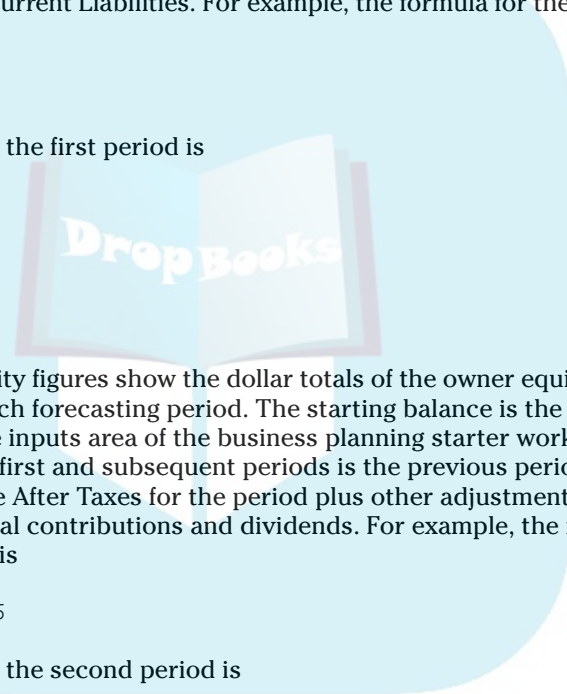 urrent Liabilities. For example, the formula for the
the first period is
DropBooks
ity figures show the dollar totals of the owner equi
ch forecasting period. The starting balance is the
e inputs area of the business planning starter work
first and subsequent periods is the previous perio
e After Taxes for the period plus other adjustment
al contributions and dividends. For example, the
is
5
the second period is